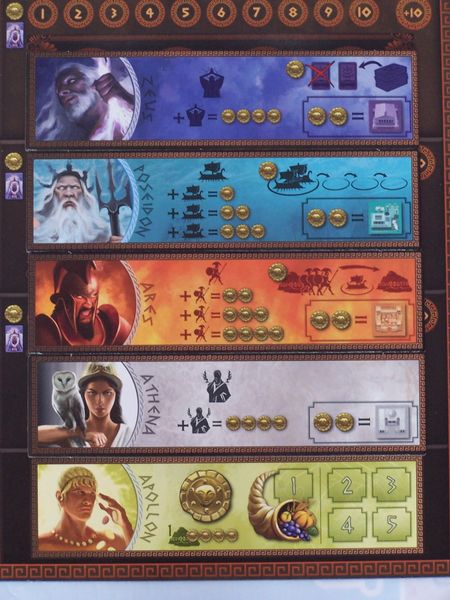 1 2 3 4 5 6 7 8 9 10 +10
ZEUS
+ =
=
POSEIDON
+ =
+ =
+ =
=
ARES
+ =
+ =
+ =
=
ATHENA
+ =
=
APOLLON
1
1 2 3
4 5